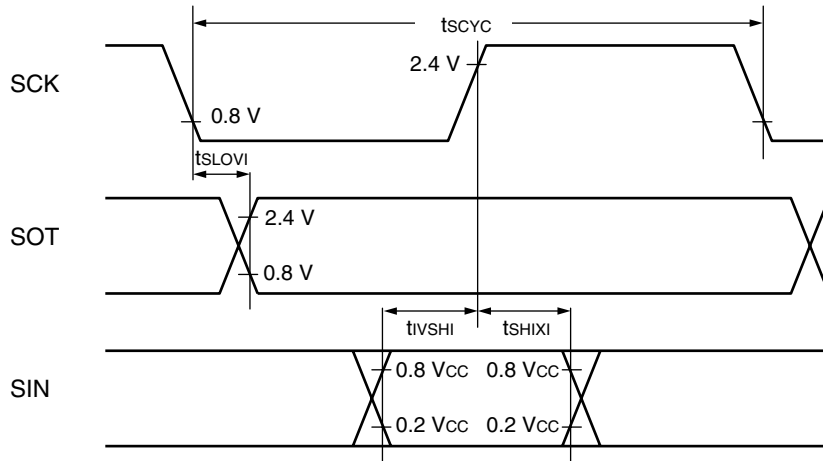 tSCYC
SCK
2.4 V
0.8 V
tSLOVI
SOT
2.4 V
0.8 V
tIVSHI tSHIXI
SIN
0.8 VCC 0.8 VCC
0.2 VCC 0.2 VCC